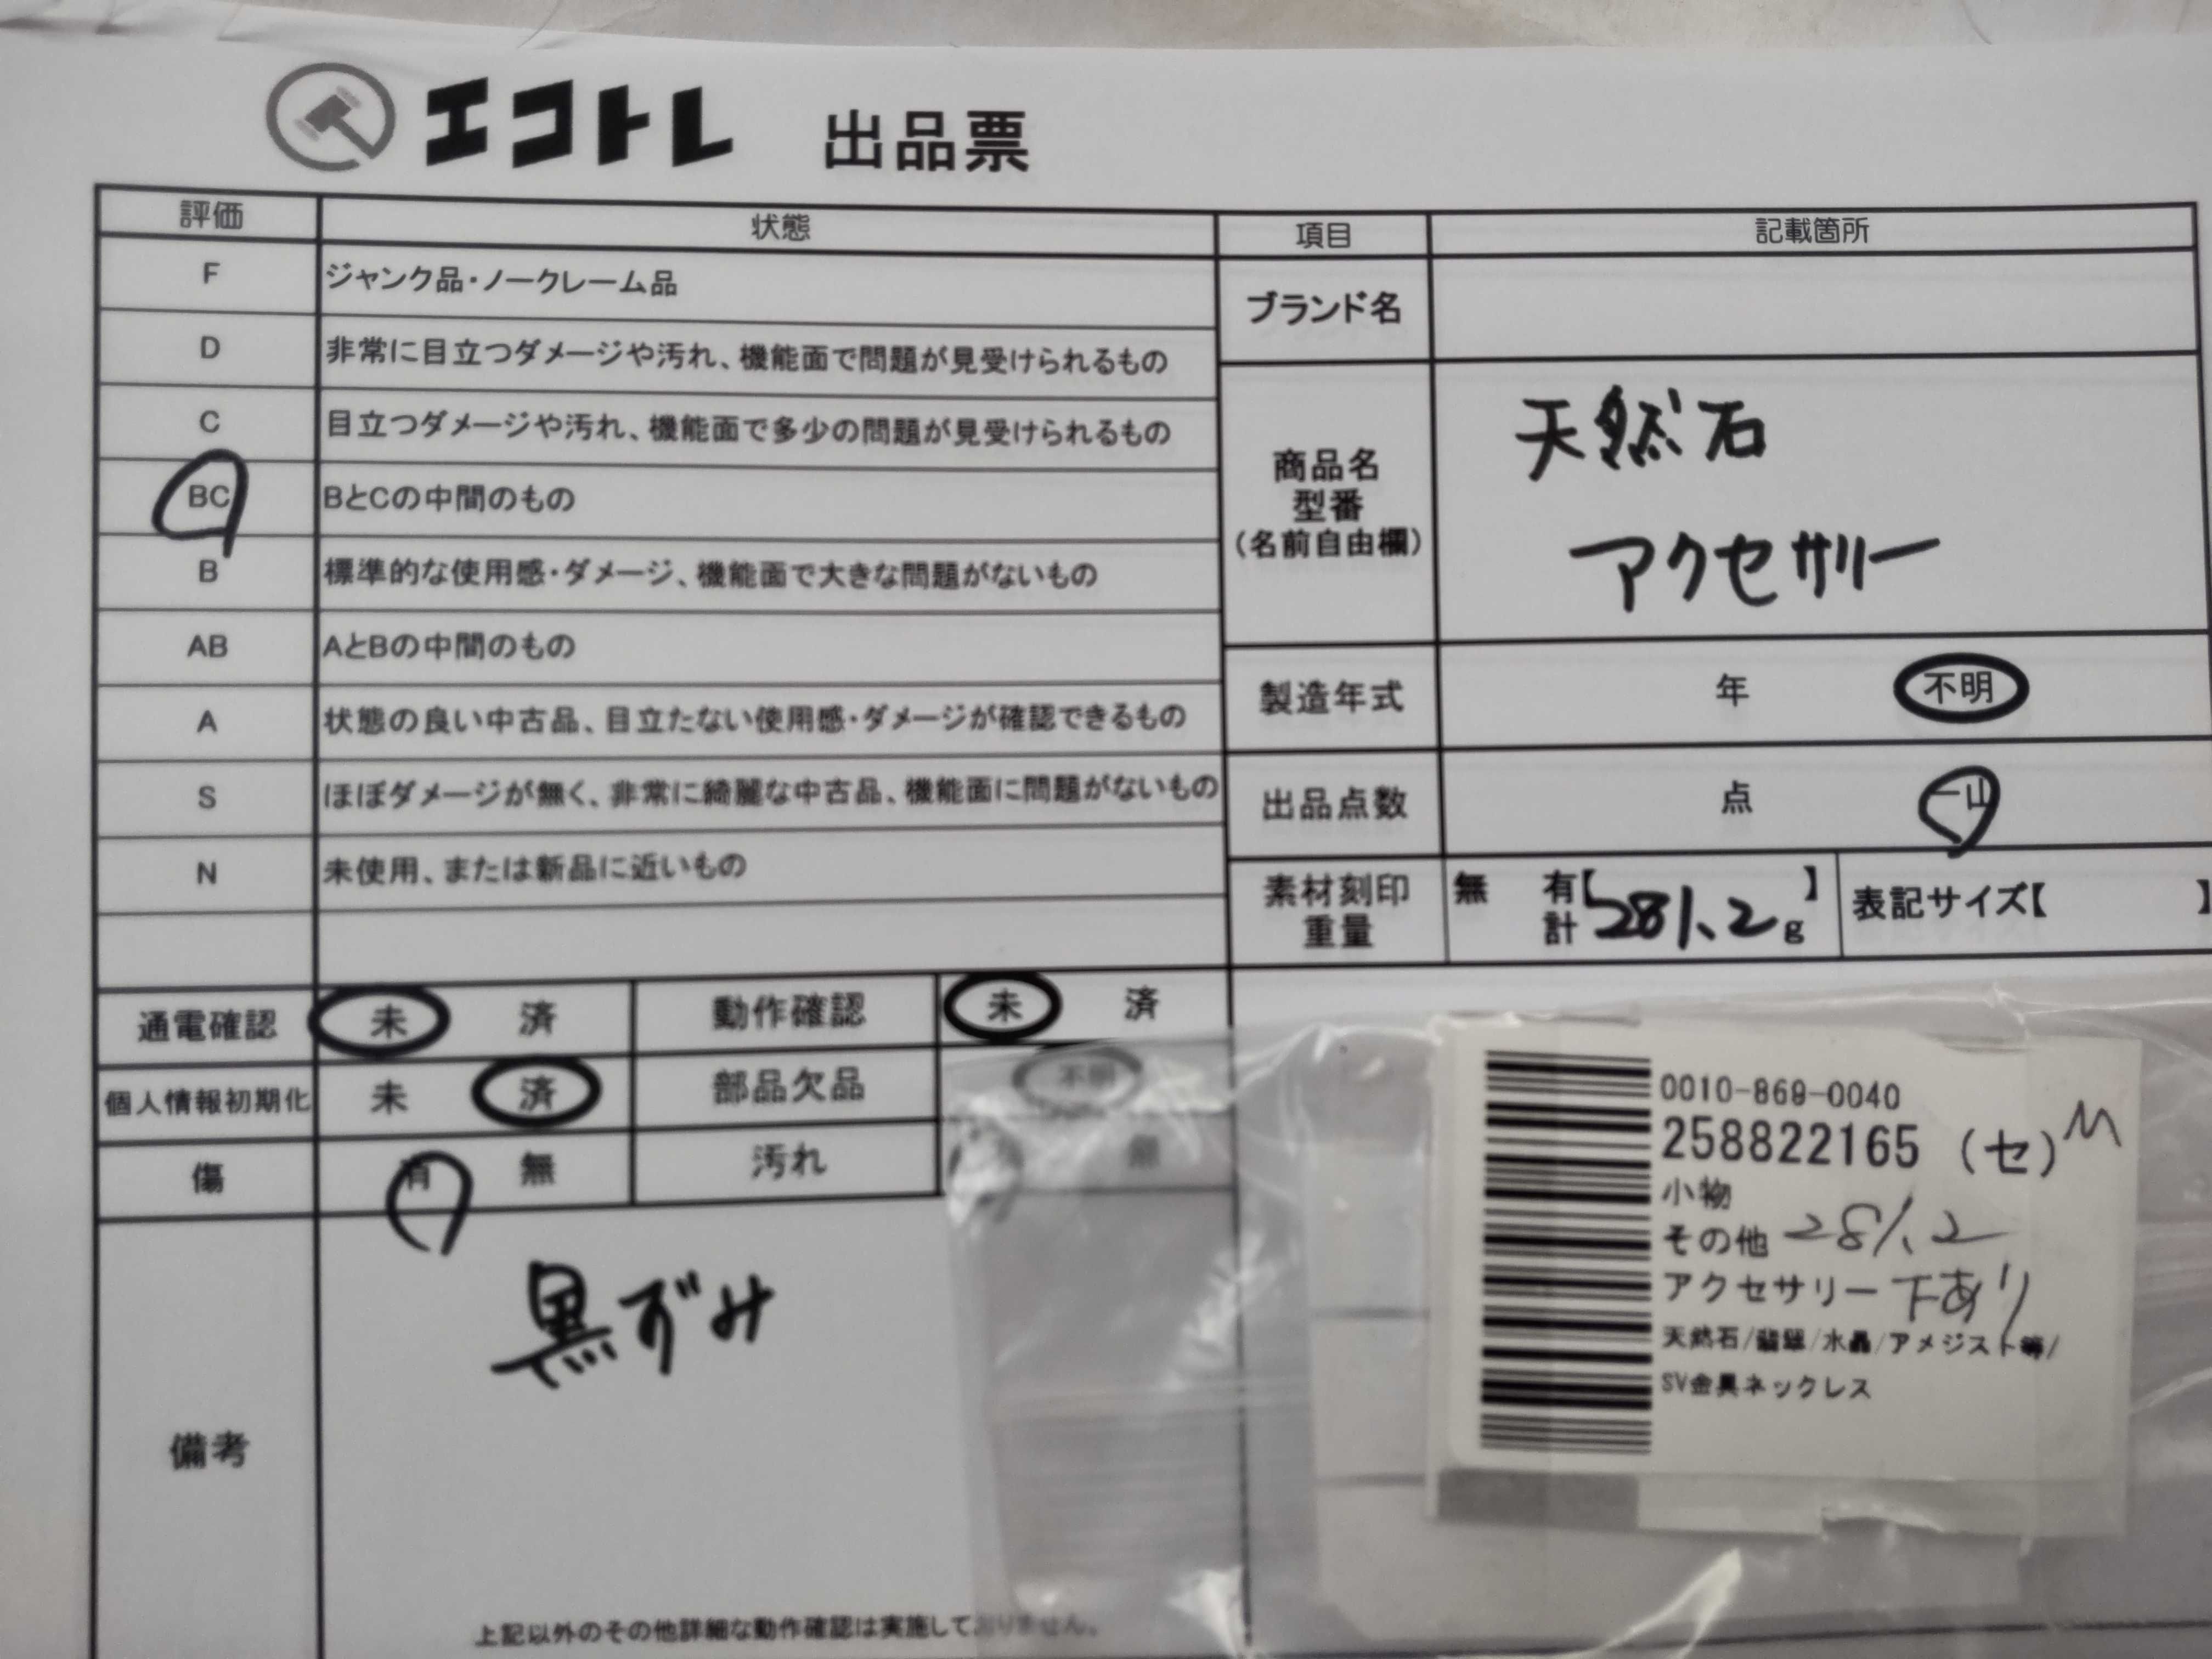 エコトレ 出品票
評価 状態
F ジャンク品・ノークレーム品
D 非常に目立つダメージや汚れ、機能面で問題が見受けられるもの
C 目立つダメージや汚れ、機能面で多少の問題が見受けられるもの
BC BとCの中間のもの
B 標準的な使用感・ダメージ、機能面で大きな問題がないもの
AB AとBの中間のもの
A 状態の良い中古品、目立たない使用感・ダメージが確認できるもの
S ほぼダメージが無く、非常に綺麗な中古品、機能面に問題がないもの
N 未使用、または新品に近いもの
項目 記載箇所
ブランド名
商品名
型番
(名前自由欄)
天然石
アクセサリー
製造年式 年 不明
出品点数 点 一山
素材刻印
重量
無 有【 】
計 281.2 g
表記サイズ【 】
通電確認 未 済 動作確認 未 済
個人情報初期化 未 済 部品欠品 不明
傷 有 無 汚れ 無
備考
黒ずみ
上記以外のその他詳細な動作確認は実施しておりません。
0010-869-0040
258822165 (セ) M
小物
その他 281.2
アクセサリー 下あり
天然石/翡翠/水晶/アメジスト等/
SV金具ネックレス